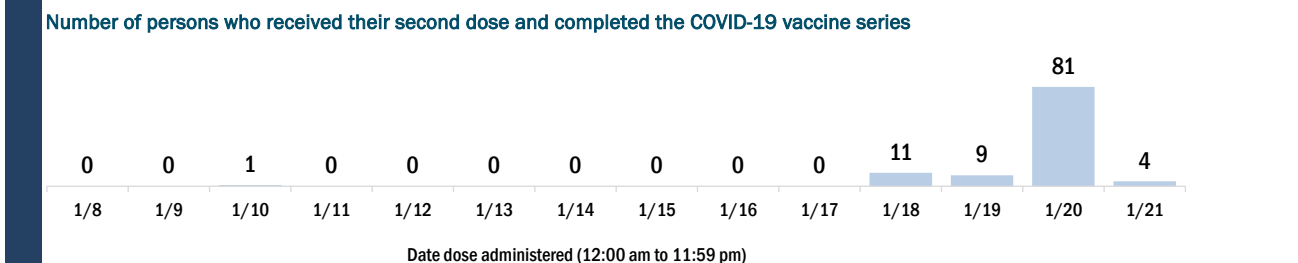 Number of persons who received their second dose and completed the COVID-19 vaccine series
81
0 0 1 0 0 0 0 0 0 0 11 9 4
1/8 1/9 1/10 1/11 1/12 1/13 1/14 1/15 1/16 1/17 1/18 1/19 1/20 1/21
Date dose administered (12:00 am to 11:59 pm)